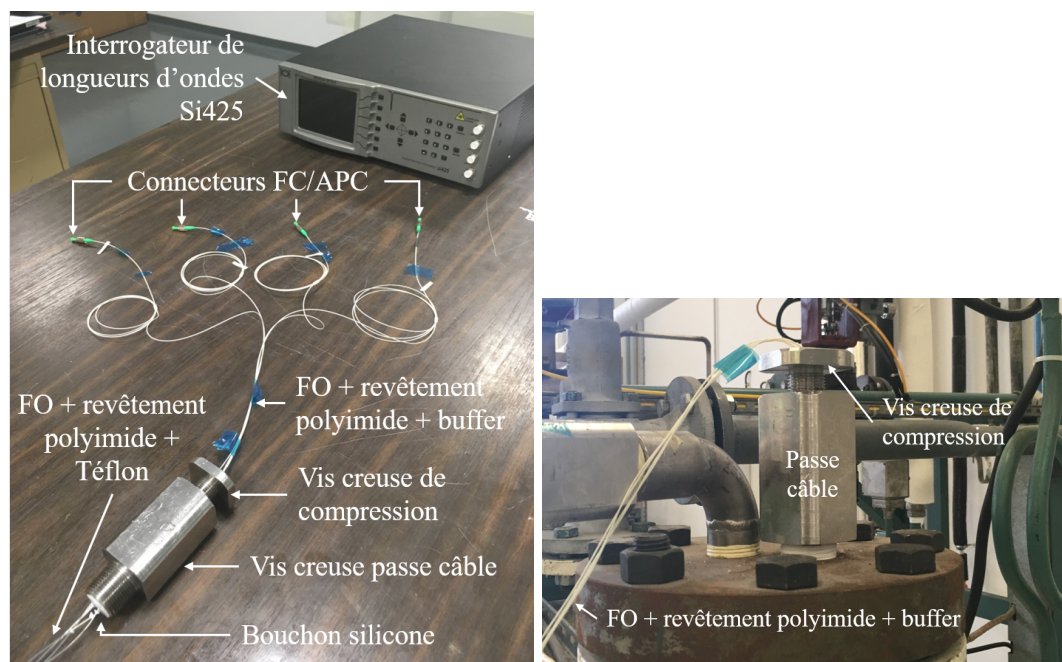 Interrogateur de
longueurs d’ondes
Si425
Connecteurs FC/APC
FO + revêtement
polyimide +
Téflon
FO + revêtement
polyimide + buffer
Vis creuse de
compression
Vis creuse passe câble
Bouchon silicone
Vis creuse de
compression
Passe
câble
FO + revêtement polyimide + buffer